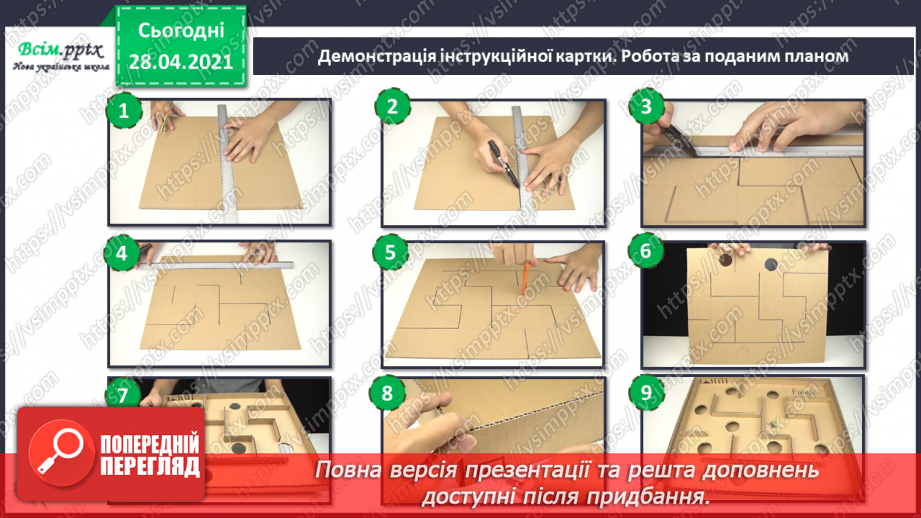 Сьогодні
28.04.2021
Всім.pptx
Нова українська школа
Демонстрація інструкційної картки. Робота за поданим планом
1
2
3
4
5
6
7
8
9
ПОПЕРЕДНІЙ
ПЕРЕГЛЯД
Повна версія презентації та решта доповнень
доступні після придбання.
https://vsimpptx.com